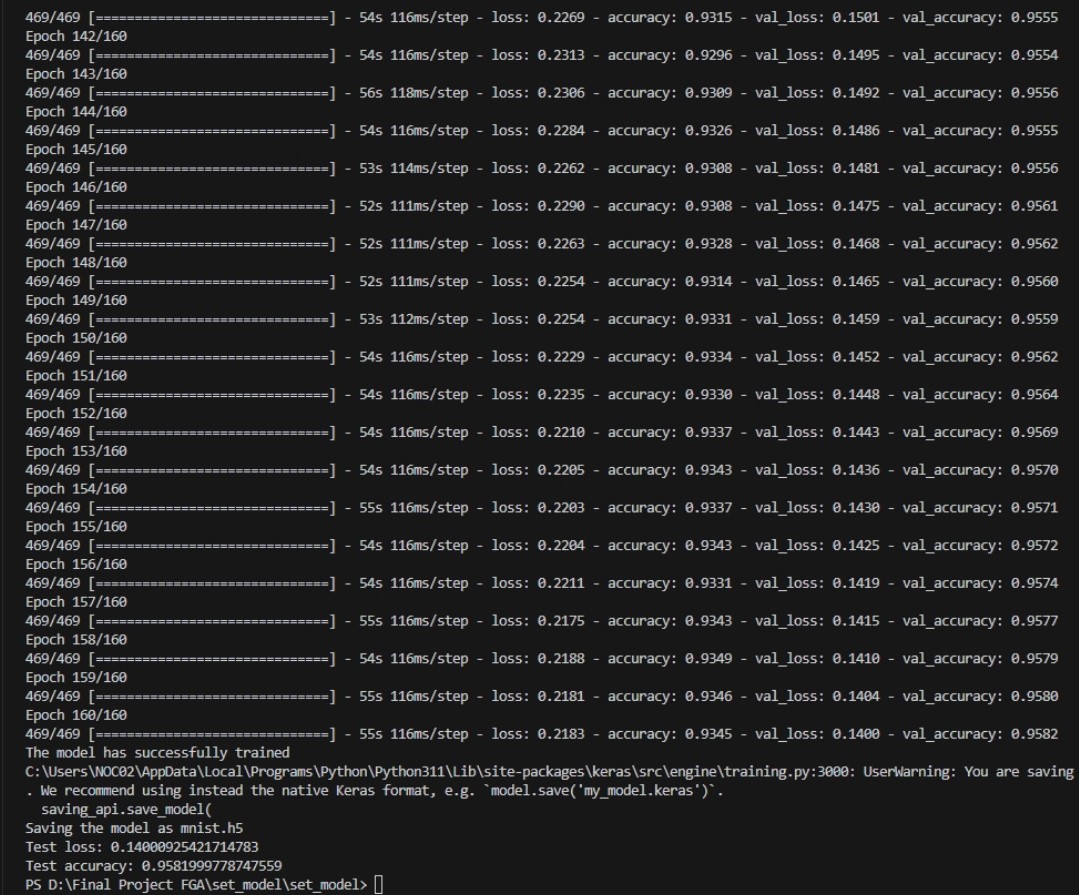 469/469 [==============================] - 54s 116ms/step - loss: 0.2269 - accuracy: 0.9315 - val_loss: 0.1501 - val_accuracy: 0.9555
Epoch 142/160
469/469 [==============================] - 54s 116ms/step - loss: 0.2313 - accuracy: 0.9296 - val_loss: 0.1495 - val_accuracy: 0.9554
Epoch 143/160
469/469 [==============================] - 56s 118ms/step - loss: 0.2306 - accuracy: 0.9309 - val_loss: 0.1492 - val_accuracy: 0.9556
Epoch 144/160
469/469 [==============================] - 54s 116ms/step - loss: 0.2284 - accuracy: 0.9326 - val_loss: 0.1486 - val_accuracy: 0.9555
Epoch 145/160
469/469 [==============================] - 53s 114ms/step - loss: 0.2262 - accuracy: 0.9308 - val_loss: 0.1481 - val_accuracy: 0.9556
Epoch 146/160
469/469 [==============================] - 52s 111ms/step - loss: 0.2290 - accuracy: 0.9308 - val_loss: 0.1475 - val_accuracy: 0.9561
Epoch 147/160
469/469 [==============================] - 52s 111ms/step - loss: 0.2263 - accuracy: 0.9328 - val_loss: 0.1468 - val_accuracy: 0.9562
Epoch 148/160
469/469 [==============================] - 52s 111ms/step - loss: 0.2254 - accuracy: 0.9314 - val_loss: 0.1465 - val_accuracy: 0.9560
Epoch 149/160
469/469 [==============================] - 53s 112ms/step - loss: 0.2254 - accuracy: 0.9331 - val_loss: 0.1459 - val_accuracy: 0.9559
Epoch 150/160
469/469 [==============================] - 54s 116ms/step - loss: 0.2229 - accuracy: 0.9334 - val_loss: 0.1452 - val_accuracy: 0.9562
Epoch 151/160
469/469 [==============================] - 54s 116ms/step - loss: 0.2235 - accuracy: 0.9330 - val_loss: 0.1448 - val_accuracy: 0.9564
Epoch 152/160
469/469 [==============================] - 54s 116ms/step - loss: 0.2210 - accuracy: 0.9337 - val_loss: 0.1443 - val_accuracy: 0.9569
Epoch 153/160
469/469 [==============================] - 54s 116ms/step - loss: 0.2205 - accuracy: 0.9343 - val_loss: 0.1436 - val_accuracy: 0.9570
Epoch 154/160
469/469 [==============================] - 55s 116ms/step - loss: 0.2203 - accuracy: 0.9337 - val_loss: 0.1430 - val_accuracy: 0.9571
Epoch 155/160
469/469 [==============================] - 54s 116ms/step - loss: 0.2204 - accuracy: 0.9343 - val_loss: 0.1425 - val_accuracy: 0.9572
Epoch 156/160
469/469 [==============================] - 54s 116ms/step - loss: 0.2211 - accuracy: 0.9331 - val_loss: 0.1419 - val_accuracy: 0.9574
Epoch 157/160
469/469 [==============================] - 55s 116ms/step - loss: 0.2175 - accuracy: 0.9343 - val_loss: 0.1415 - val_accuracy: 0.9577
Epoch 158/160
469/469 [==============================] - 54s 116ms/step - loss: 0.2188 - accuracy: 0.9349 - val_loss: 0.1410 - val_accuracy: 0.9579
Epoch 159/160
469/469 [==============================] - 55s 116ms/step - loss: 0.2181 - accuracy: 0.9346 - val_loss: 0.1404 - val_accuracy: 0.9580
Epoch 160/160
469/469 [==============================] - 55s 116ms/step - loss: 0.2183 - accuracy: 0.9345 - val_loss: 0.1400 - val_accuracy: 0.9582
The model has successfully trained
C:\Users\NOC02\AppData\Local\Programs\Python\Python311\Lib\site-packages\keras\src\engine\training.py:3000: UserWarning: You are saving
. We recommend using instead the native Keras format, e.g. `model.save('my_model.keras')`.
  saving_api.save_model(
Saving the model as mnist.h5
Test loss: 0.14000925421714783
Test accuracy: 0.9581999778747559
PS D:\Final Project FGA\set_model\set_model>